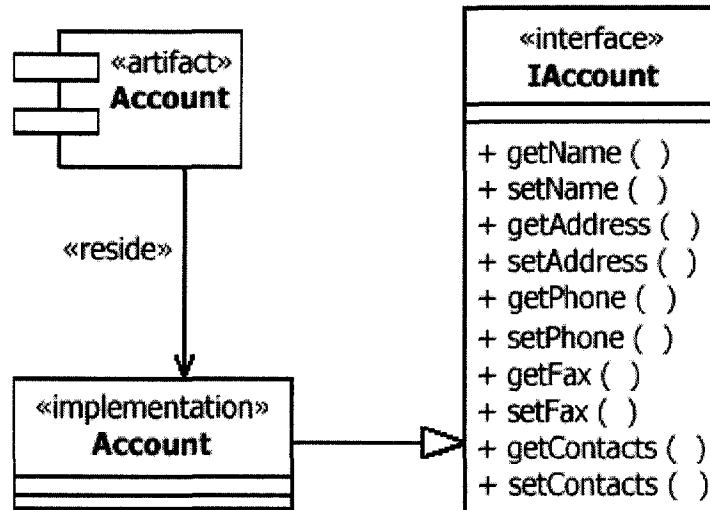 «artifact»
Account
«reside»
«implementation»
Account
«interface»
IAccount
+ getName ( )
+ setName ( )
+ getAddress ( )
+ setAddress ( )
+ getPhone ( )
+ setPhone ( )
+ getFax ( )
+ setFax ( )
+ getContacts ( )
+ setContacts ( )